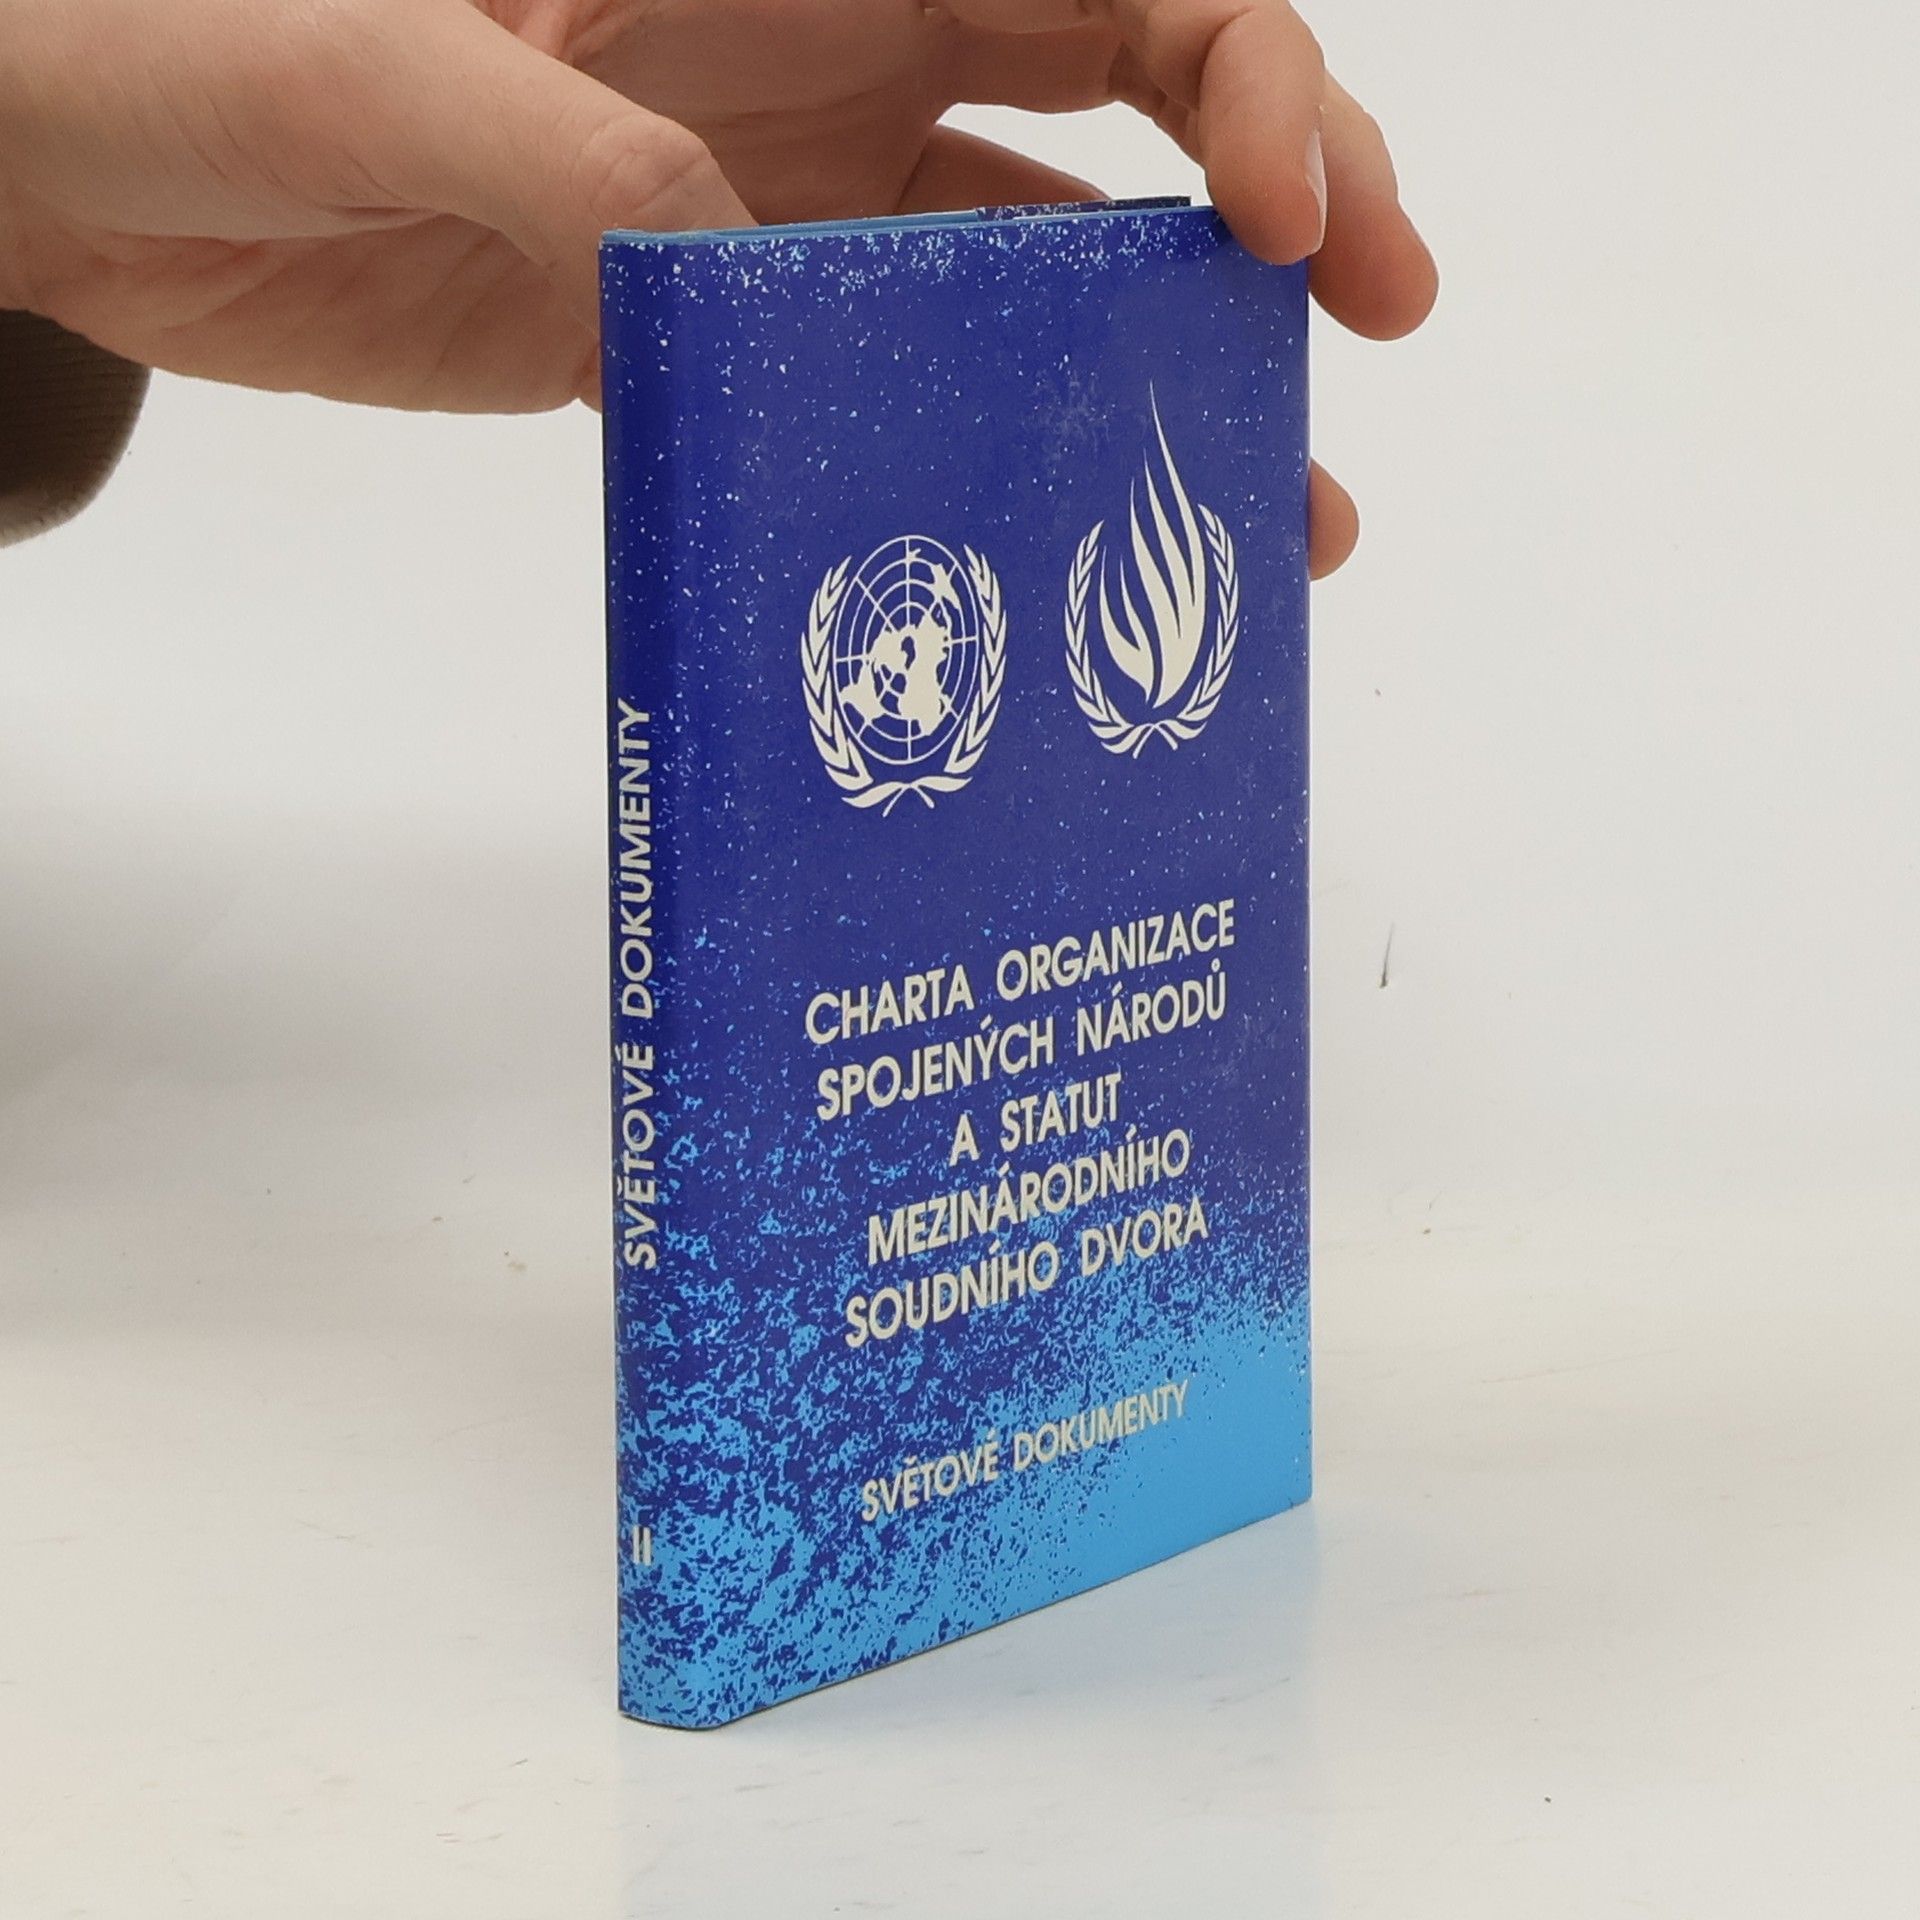 SVĚTOVÉ DOKUMENTY
II
CHARTA ORGANIZACE
SPOJENÝCH NÁRODŮ
A STATUT
MEZINÁRODNÍHO
SOUDNÍHO DVORA
SVĚTOVÉ DOKUMENTY